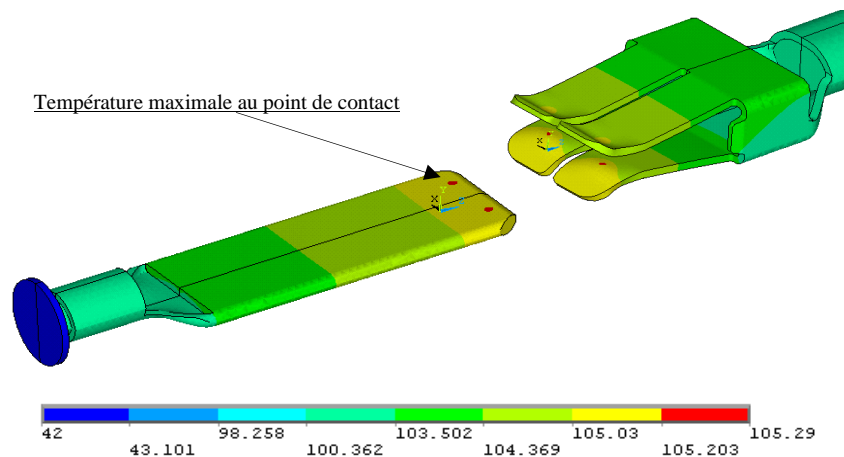 Température maximale au point de contact
X
X
Y
42 98.258 103.502 105.03 105.29
43.101 100.362 104.369 105.203